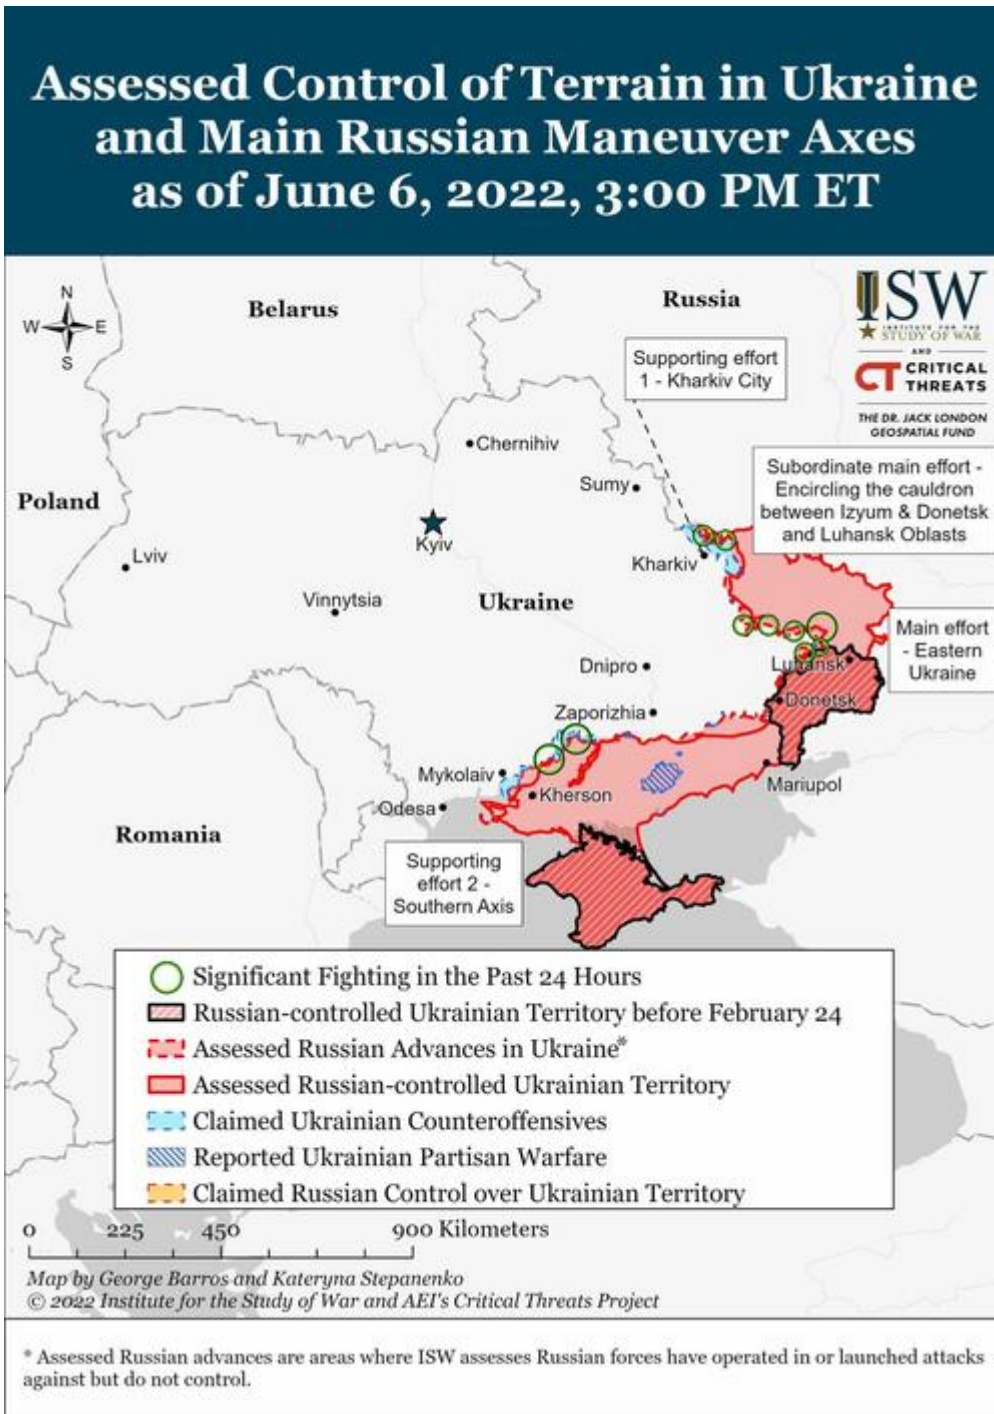 Assessed Control of Terrain in Ukraine
and Main Russian Maneuver Axes
as of June 6, 2022, 3:00 PM ET
N
W
E
S
Belarus
Russia
ISW
INSTITUTE FOR THE
STUDY OF WAR
AND
CT CRITICAL
THREATS
THE DR. JACK LONDON
GEOSPATIAL FUND
Supporting effort
1 - Kharkiv City
Chernihiv
Subordinate main effort -
Encircling the cauldron
between Izyum & Donetsk
and Luhansk Oblasts
Sumy
Poland
Kyiv
Lviv
Kharkiv
Vinnytsia
Ukraine
Main effort
- Eastern
Ukraine
Dnipro
Luhansk
Donetsk
Zaporizhia
Mykolaiv
Mariupol
Kherson
Odesa
Romania
Supporting
effort 2 -
Southern Axis
Significant Fighting in the Past 24 Hours
Russian-controlled Ukrainian Territory before February 24
Assessed Russian Advances in Ukraine*
Assessed Russian-controlled Ukrainian Territory
Claimed Ukrainian Counteroffensives
Reported Ukrainian Partisan Warfare
Claimed Russian Control over Ukrainian Territory
0 225 450 900 Kilometers
Map by George Barros and Kateryna Stepanenko
© 2022 Institute for the Study of War and AEI's Critical Threats Project
* Assessed Russian advances are areas where ISW assesses Russian forces have operated in or launched attacks
against but do not control.